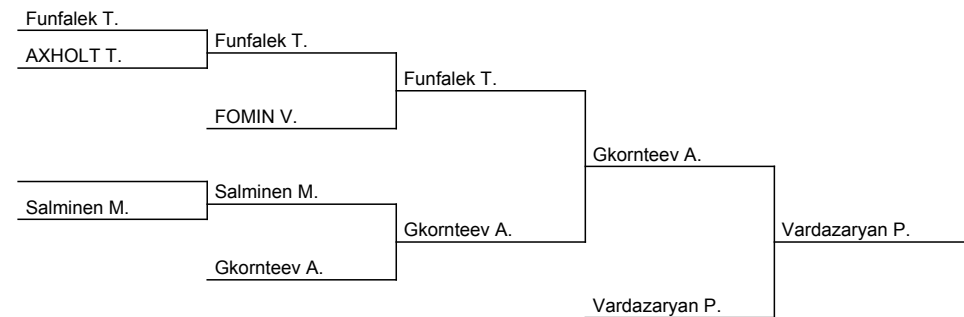 Funfalek T.
AXHOLT T.
Funfalek T.
FOMIN V.
Funfalek T.
Gkornteev A.
Salminen M.
Salminen M.
Gkornteev A.
Gkornteev A.
Vardazaryan P.
Vardazaryan P.